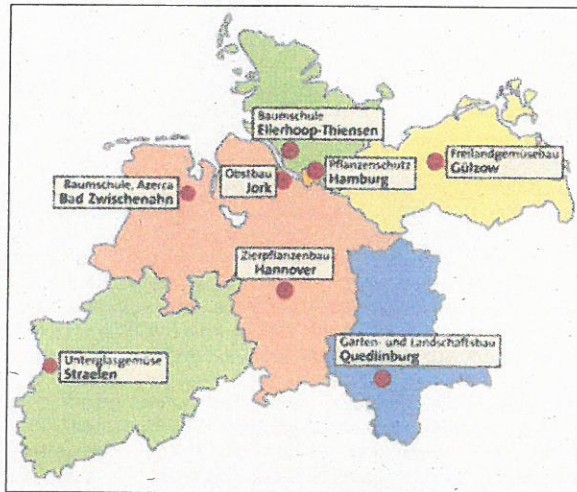 Baumschule
Ellerhoop-Thiensen
Pflanzenschutz
Hamburg
Freilandgemüsebau
Gülzow
Obstbau
Jork
Baumschule, Azerca
Bad Zwischenahn
Zierpflanzenbau
Hannover
Garten- und Landschaftsbau
Quedlinburg
Unterglasgemüse
Straelen